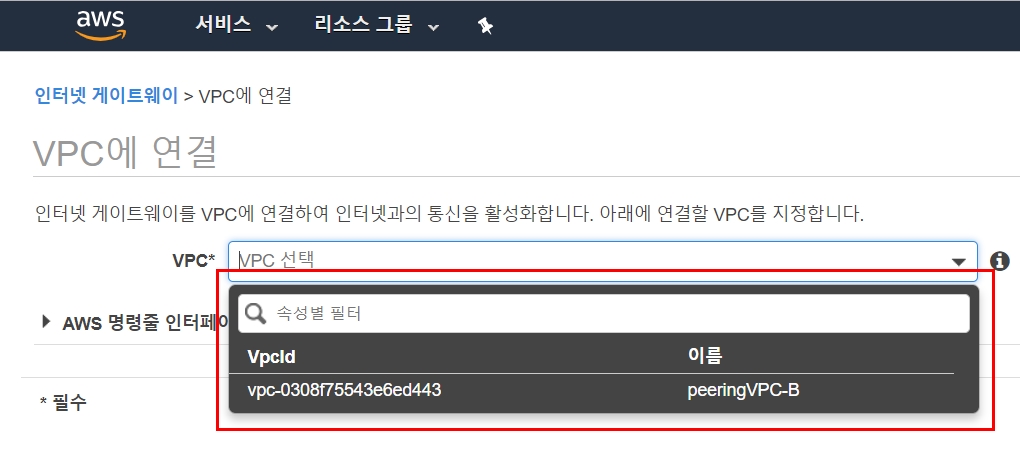 aws 서비스 리소스 그룹
인터넷 게이트웨이 > VPC에 연결
VPC에 연결
인터넷 게이트웨이를 VPC에 연결하여 인터넷과의 통신을 활성화합니다. 아래에 연결할 VPC를 지정합니다.
VPC* VPC 선택
속성별 필터
AWS 명령줄 인터페이
VpcId 이름
vpc-0308f75543e6ed443 peeringVPC-B
* 필수